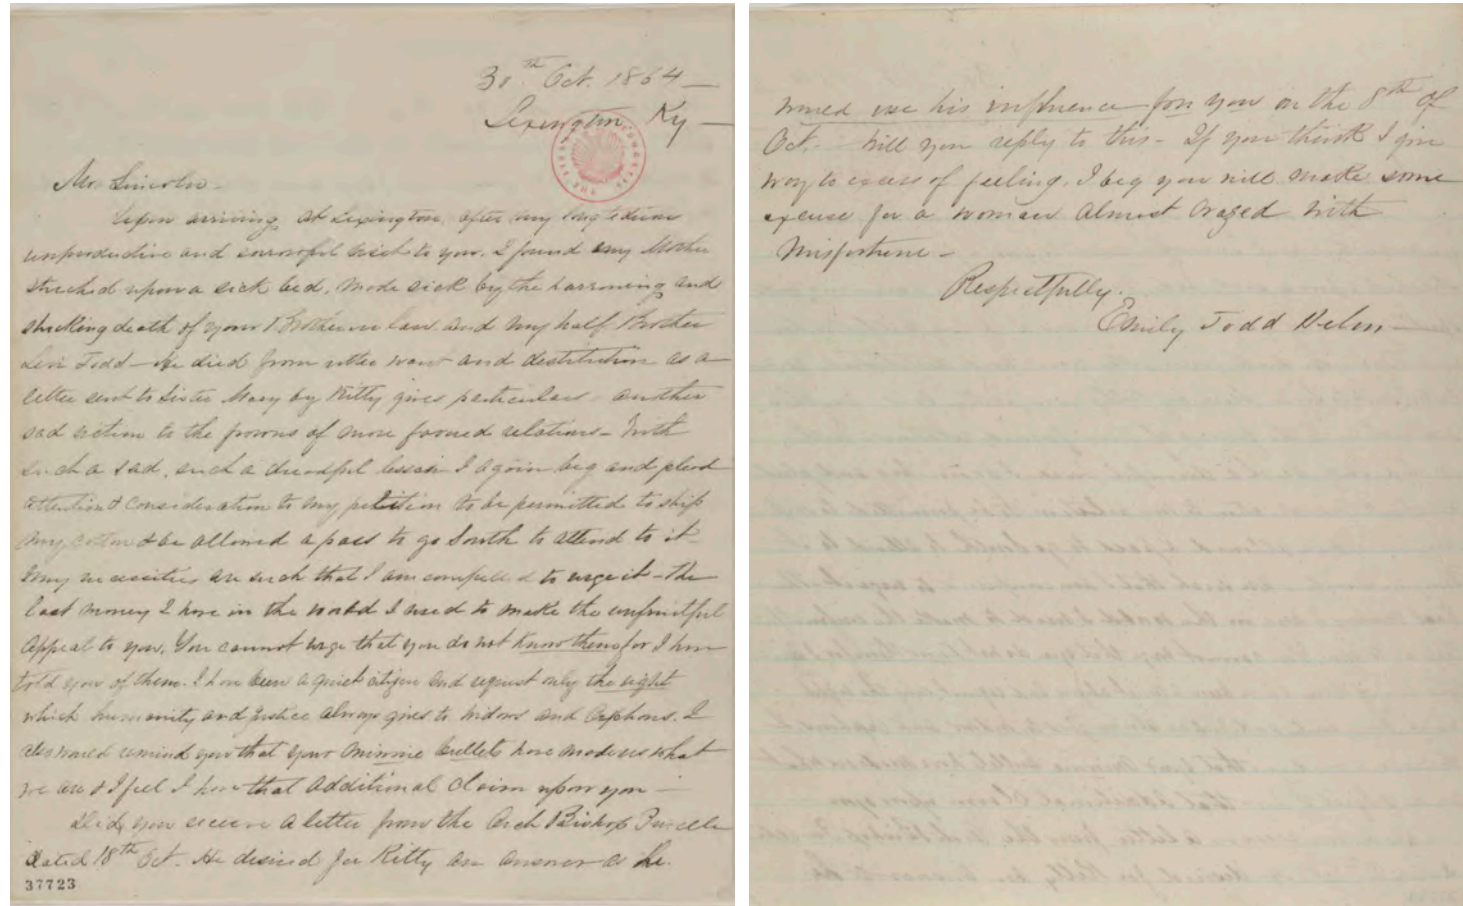 30th Oct. 1864 —
Lexington Ky —
Mr. Lincoln —
Upon arriving at Lexington, after my long tedious
unproductive and sorrowful visit to you, I found my Mother
stretched upon a sick bed, made sick by the harrowing and
shocking death of your Brother in law and my half Brother
Levi Todd — He died from utter want and destitution as a
letter sent to Sister Mary by Kitty gives particulars — another
sad victim to the frowns of more favored relations — With
such a sad, such a dreadful lesson I again beg and plead
attention & consideration to my petition to be permitted to ship
my cotton & be allowed a pass to go South to attend to it —
My necessities are such that I am compelled to urge it — The
last money I have in the world I used to make the unfruitful
appeal to you. You cannot urge that you do not know them for I have
told you of them. I have been a quiet citizen and request only the right
which humanity and justice always gives to widows and Orphans. I
also would remind you that your minnie bullets have made us what
we are & I feel I have that additional claim upon you —
Did you receive a letter from the Arch Bishop Purcell
dated 18th Oct. He desired for Kitty an answer as he
37723
would use his influence for you on the 8th of
Oct. Will you reply to this — If you think I give
way to excess of feeling, I beg you will make some
excuse for a woman almost crazed with
misfortune —
Respectfully.
Emily Todd Helm —